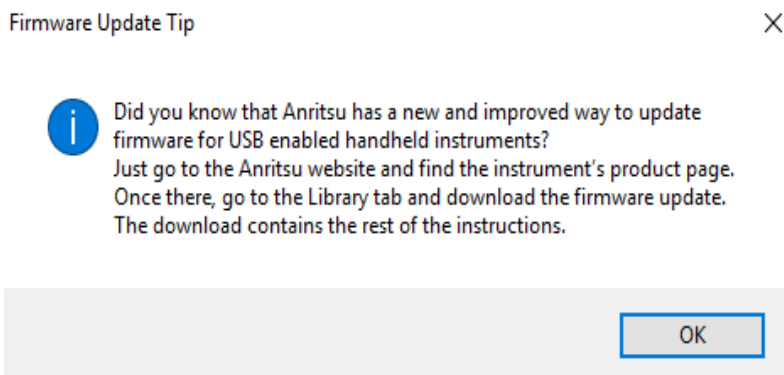 Firmware Update Tip
Did you know that Anritsu has a new and improved way to update
firmware for USB enabled handheld instruments?
Just go to the Anritsu website and find the instrument's product page.
Once there, go to the Library tab and download the firmware update.
The download contains the rest of the instructions.
OK